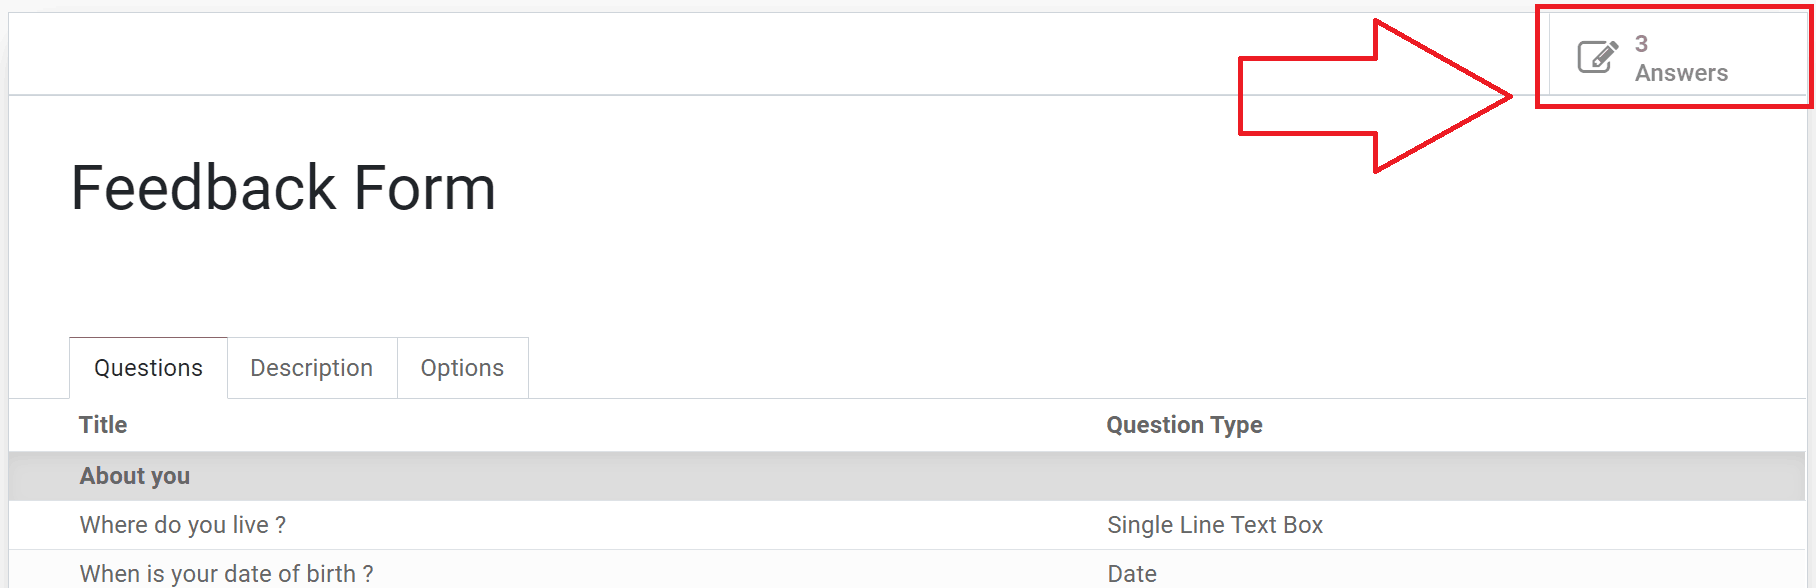 3
Answers
Feedback Form
Questions Description Options
Title Question Type
About you
Where do you live ? Single Line Text Box
When is your date of birth ? Date